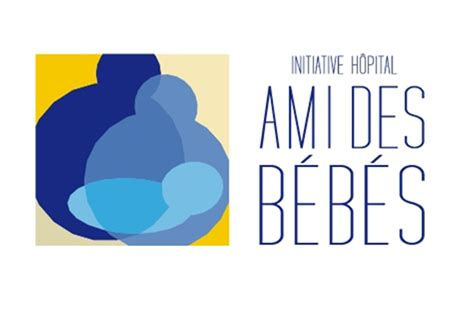 INITIATIVE HÔPITAL
AMI DES
BÉBÉS